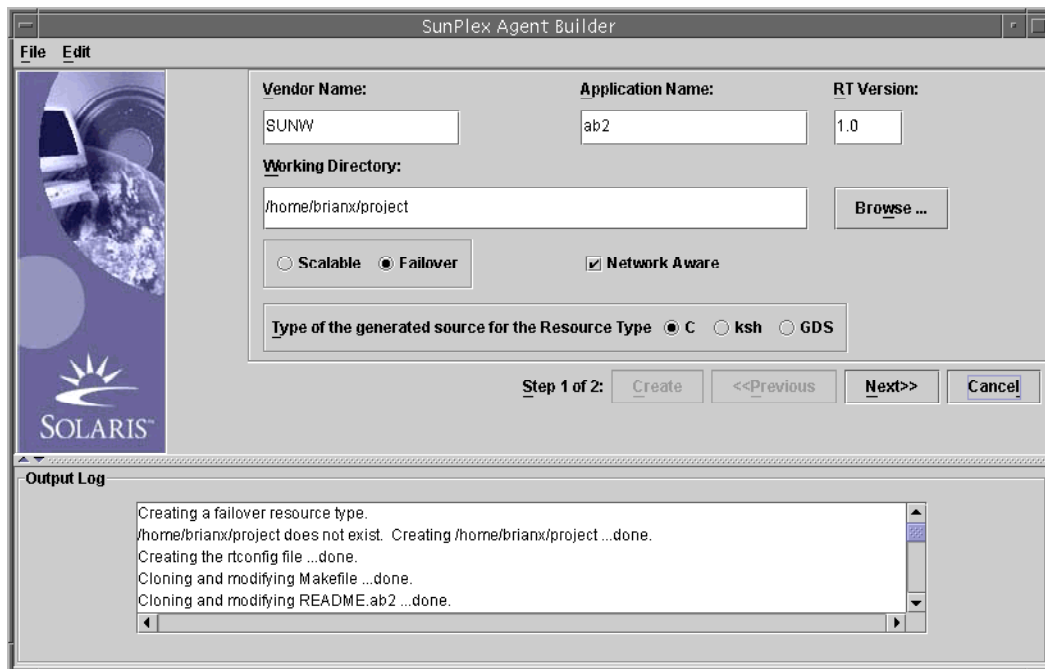 SunPlex Agent Builder
File Edit
Vendor Name: Application Name: RT Version:
SUNW ab2 1.0
Working Directory:
/home/brianx/project Browse ...
Scalable Failover Network Aware
Type of the generated source for the Resource Type C ksh GDS
Step 1 of 2: Create <<Previous Next>> Cancel
SOLARIS™
Output Log
Creating a failover resource type.
/home/brianx/project does not exist. Creating /home/brianx/project ...done.
Creating the rtconfig file ...done.
Cloning and modifying Makefile ...done.
Cloning and modifying README.ab2 ...done.